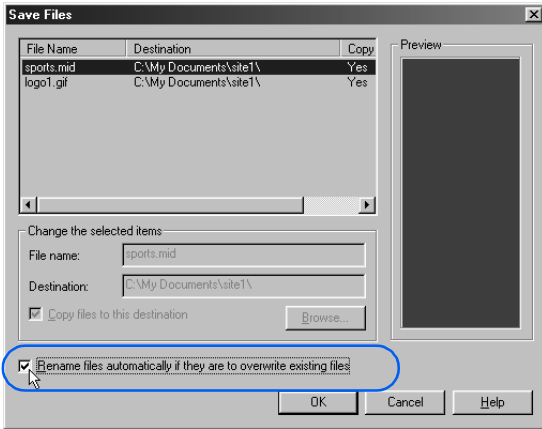 Save Files
File Name Destination Copy
sports.mid C:\My Documents\site1\ Yes
logo1.gif C:\My Documents\site1\ Yes
Preview
Change the selected items
File name: sports.mid
Destination: C:\My Documents\site1\
Copy files to this destination Browse...
Rename files automatically if they are to overwrite existing files
OK Cancel Help